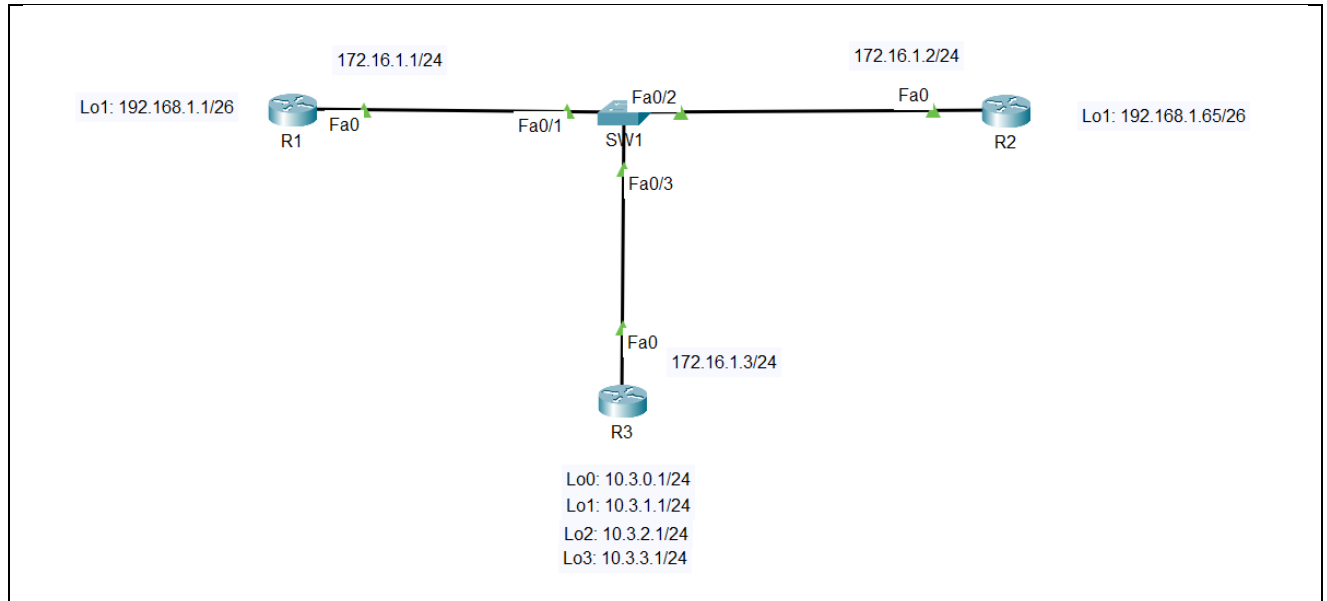 172.16.1.1/24
172.16.1.2/24
Lo1: 192.168.1.1/26
Fa0
R1
Fa0/1
Fa0/2
SW1
Fa0
R2
Lo1: 192.168.1.65/26
Fa0/3
Fa0
172.16.1.3/24
R3
Lo0: 10.3.0.1/24
Lo1: 10.3.1.1/24
Lo2: 10.3.2.1/24
Lo3: 10.3.3.1/24